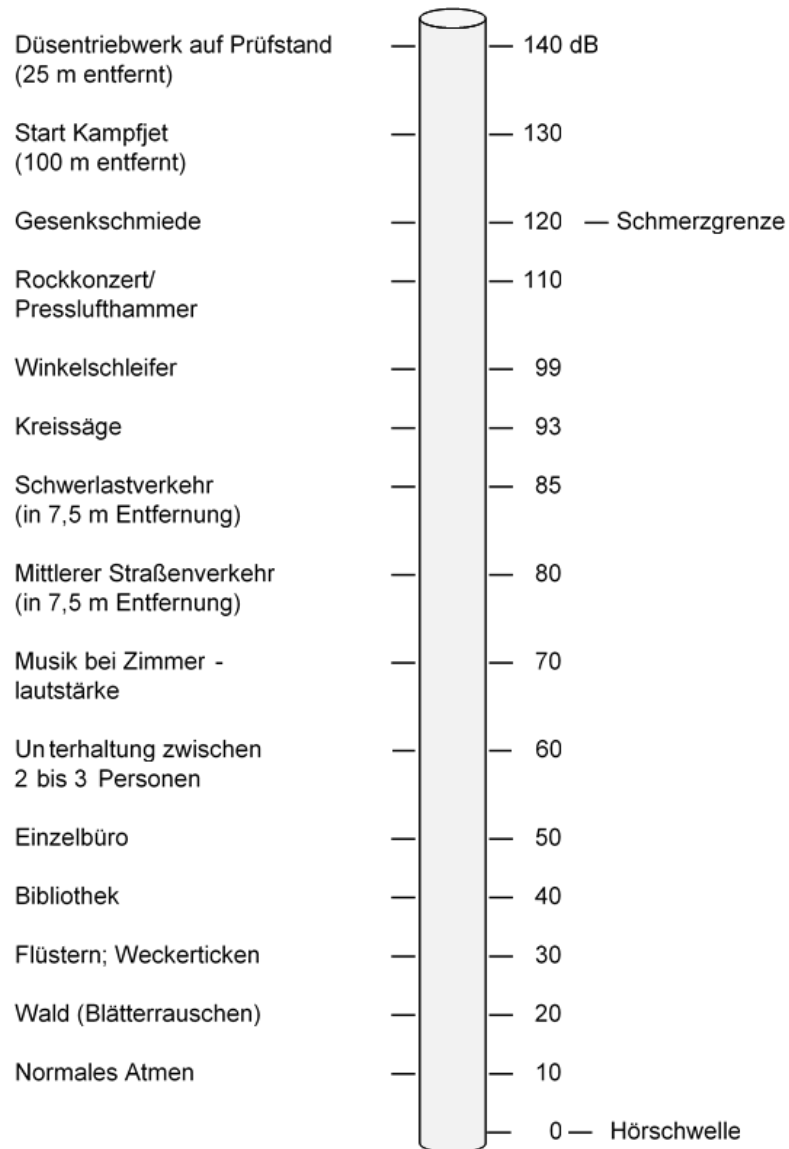 Düsentriebwerk auf Prüfstand 140 dB
(25 m entfernt)
Start Kampfjet 130
(100 m entfernt)
Gesenkschmiede 120 — Schmerzgrenze
Rockkonzert/ 110
Presslufthammer
Winkelschleifer 99
Kreissäge 93
Schwerlastverkehr 85
(in 7,5 m Entfernung)
Mittlerer Straßenverkehr 80
(in 7,5 m Entfernung)
Musik bei Zimmer - 70
lautstärke
Unterhaltung zwischen 60
2 bis 3 Personen
Einzelbüro 50
Bibliothek 40
Flüstern; Weckerticken 30
Wald (Blätterrauschen) 20
Normales Atmen 10
0 — Hörschwelle